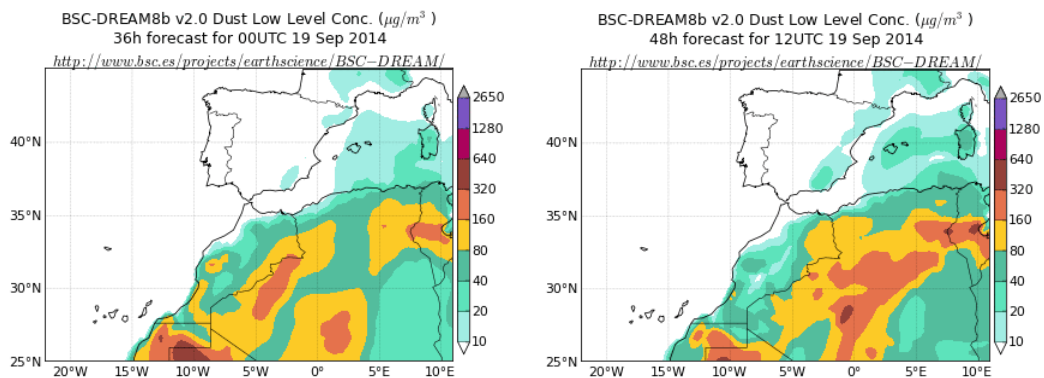 BSC-DREAM8b v2.0 Dust Low Level Conc. (μg/m³ )
36h forecast for 00UTC 19 Sep 2014
http://www.bsc.es/projects/earthscience/BSC−DREAM/
40°N
35°N
30°N
25°N
20°W
15°W
10°W
5°W
0°
5°E
10°E
2650
1280
640
320
160
80
40
20
10
BSC-DREAM8b v2.0 Dust Low Level Conc. (μg/m³ )
48h forecast for 12UTC 19 Sep 2014
http://www.bsc.es/projects/earthscience/BSC−DREAM/
40°N
35°N
30°N
25°N
20°W
15°W
10°W
5°W
0°
5°E
10°E
2650
1280
640
320
160
80
40
20
10